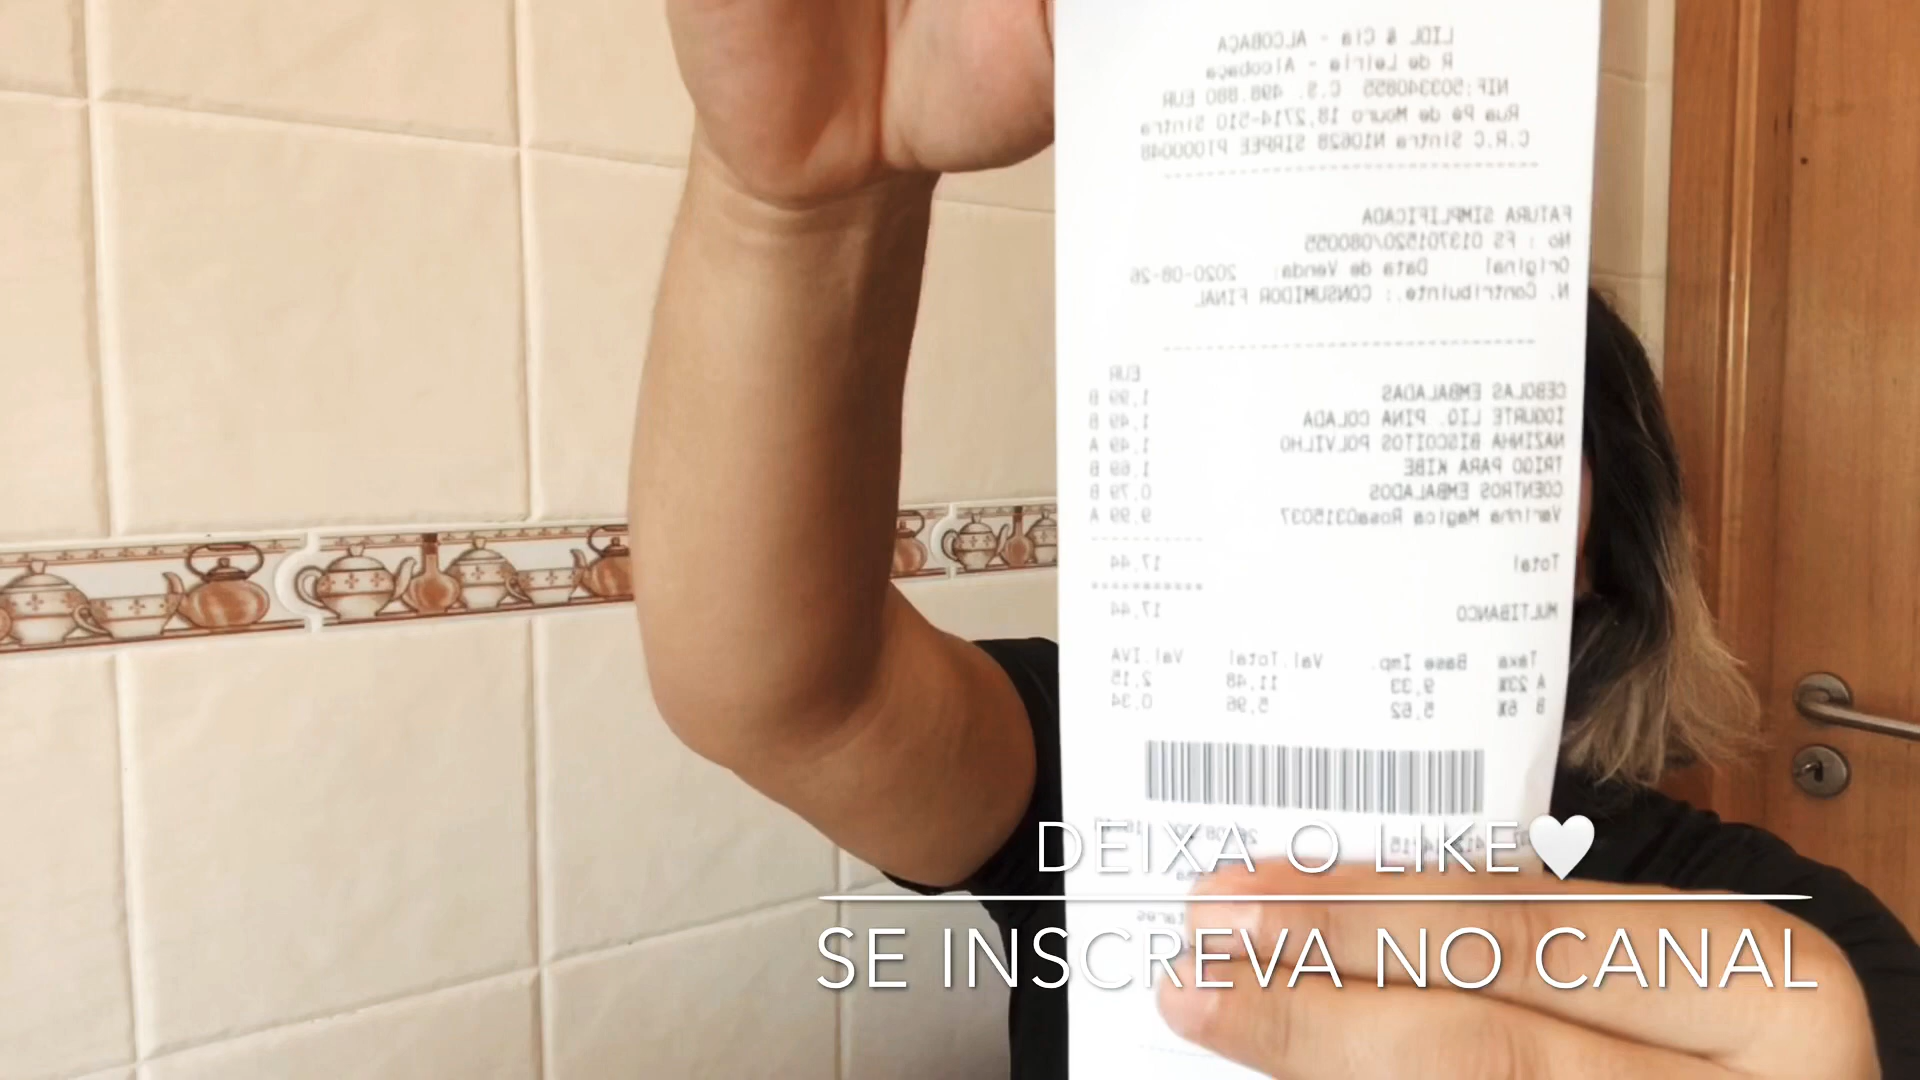 LIDL & Cia - ALCOBAÇA
R de Leiria - Alcobaça
NIF:503340855 C.S. 498.880 EUR
Rua Pé de Mouro 18,2714-510 Sintra
C.R.C Sintra N10628 SIRPEE PT000048
FATURA SIMPLIFICADA
No : FS 013701520/080055
Original Data de Venda: 2020-08-26
N. Contribuinte.: CONSUMIDOR FINAL
EUR
CEBOLAS EMBALADAS 1,99 B
IOGURTE LIQ. PINA COLADA 1,49 B
NAZINHA BISCOITOS POLVILHO 1,49 A
TRIGO PARA KIBE 1,69 B
COENTROS EMBALADOS 0,79 B
Varinha Magica Rosa0315037 9,99 A
Total 17,44
MULTIBANCO 17,44
Taxa Base Imp. Val.Total Val.IVA
A 23% 9,33 11,48 2,15
B 6% 5,62 5,96 0,34
DEIXA O LIKE🤍
SE INSCREVA NO CANAL